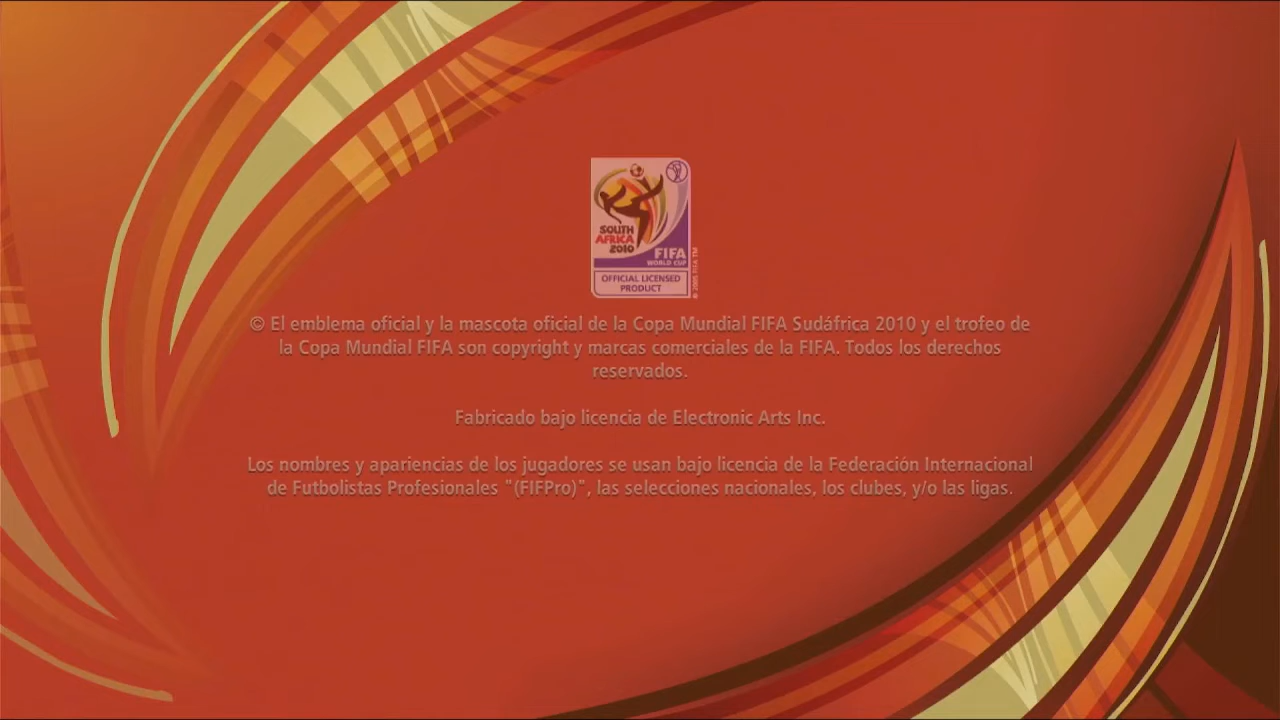 SOUTH
AFRICA
2010
FIFA
WORLD CUP
OFFICIAL LICENSED
PRODUCT
© 2005 FIFA TM
© El emblema oficial y la mascota oficial de la Copa Mundial FIFA Sudáfrica 2010 y el trofeo de
la Copa Mundial FIFA son copyright y marcas comerciales de la FIFA. Todos los derechos
reservados.
Fabricado bajo licencia de Electronic Arts Inc.
Los nombres y apariencias de los jugadores se usan bajo licencia de la Federación Internacional
de Futbolistas Profesionales "(FIFPro)", las selecciones nacionales, los clubes, y/o las ligas.